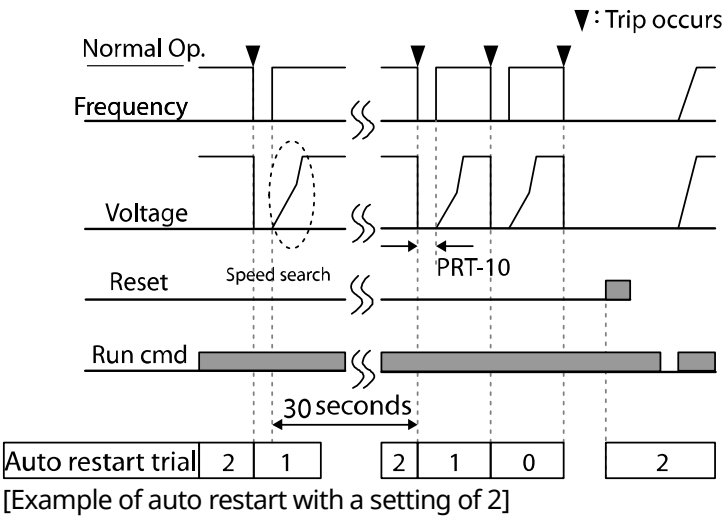 ▼: Trip occurs
Normal Op.
Frequency
Voltage
Speed search
PRT-10
Reset
Run cmd
30 seconds
Auto restart trial 2 1 2 1 0 2
[Example of auto restart with a setting of 2]